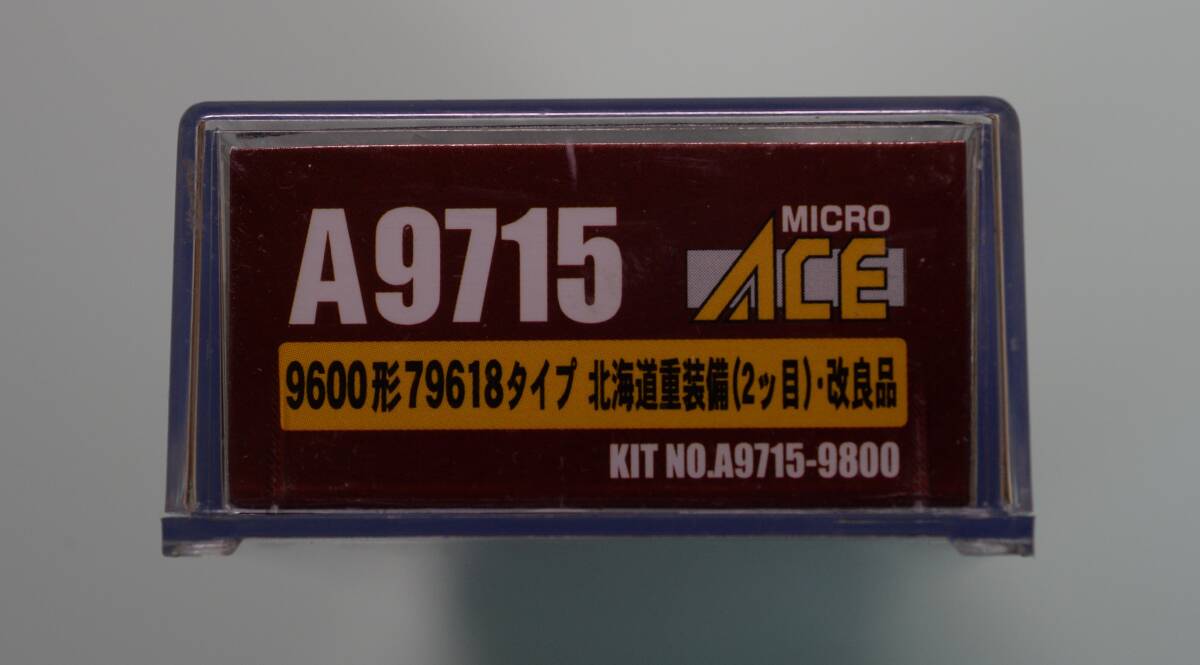 A9715
MICRO
ACE
9600形79618タイプ 北海道重装備(2ッ目)・改良品
KIT NO.A9715-9800